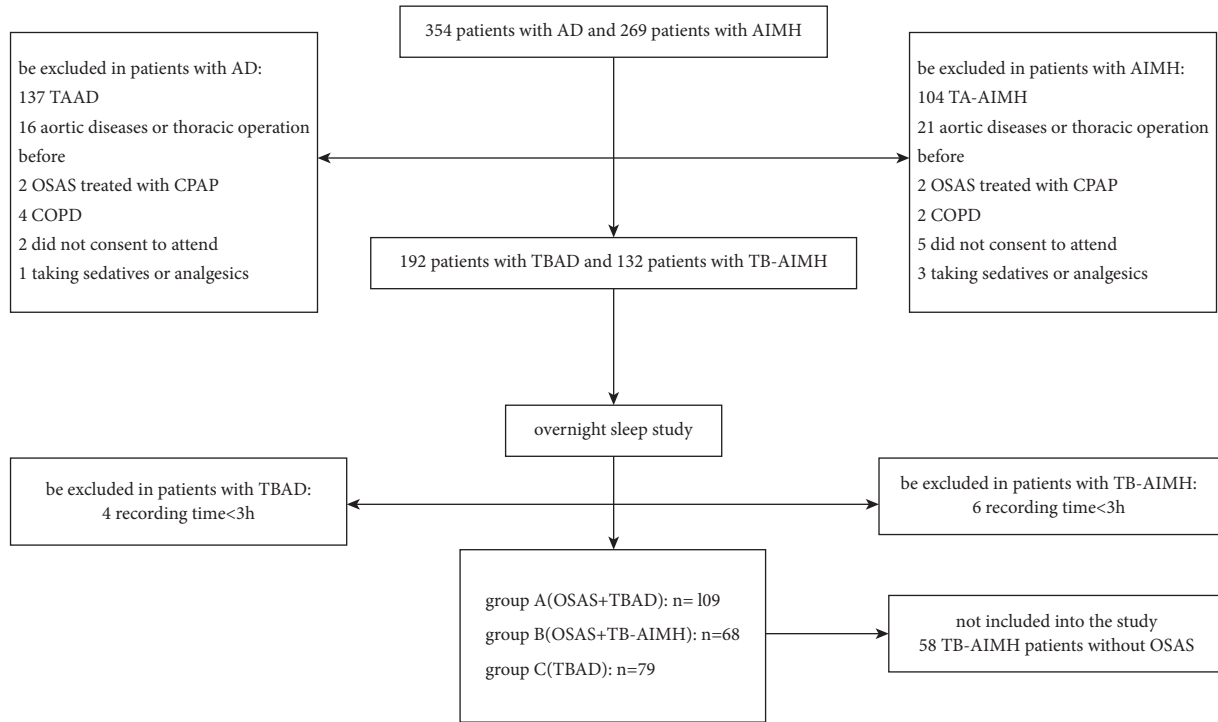 354 patients with AD and 269 patients with AIMH
be excluded in patients with AD:
137 TAAD
16 aortic diseases or thoracic operation
before
2 OSAS treated with CPAP
4 COPD
2 did not consent to attend
1 taking sedatives or analgesics
be excluded in patients with AIMH:
104 TA-AIMH
21 aortic diseases or thoracic operation
before
2 OSAS treated with CPAP
2 COPD
5 did not consent to attend
3 taking sedatives or analgesics
192 patients with TBAD and 132 patients with TB-AIMH
overnight sleep study
be excluded in patients with TBAD:
4 recording time<3h
be excluded in patients with TB-AIMH:
6 recording time<3h
group A(OSAS+TBAD): n= l09
group B(OSAS+TB-AIMH): n=68
group C(TBAD): n=79
not included into the study
58 TB-AIMH patients without OSAS